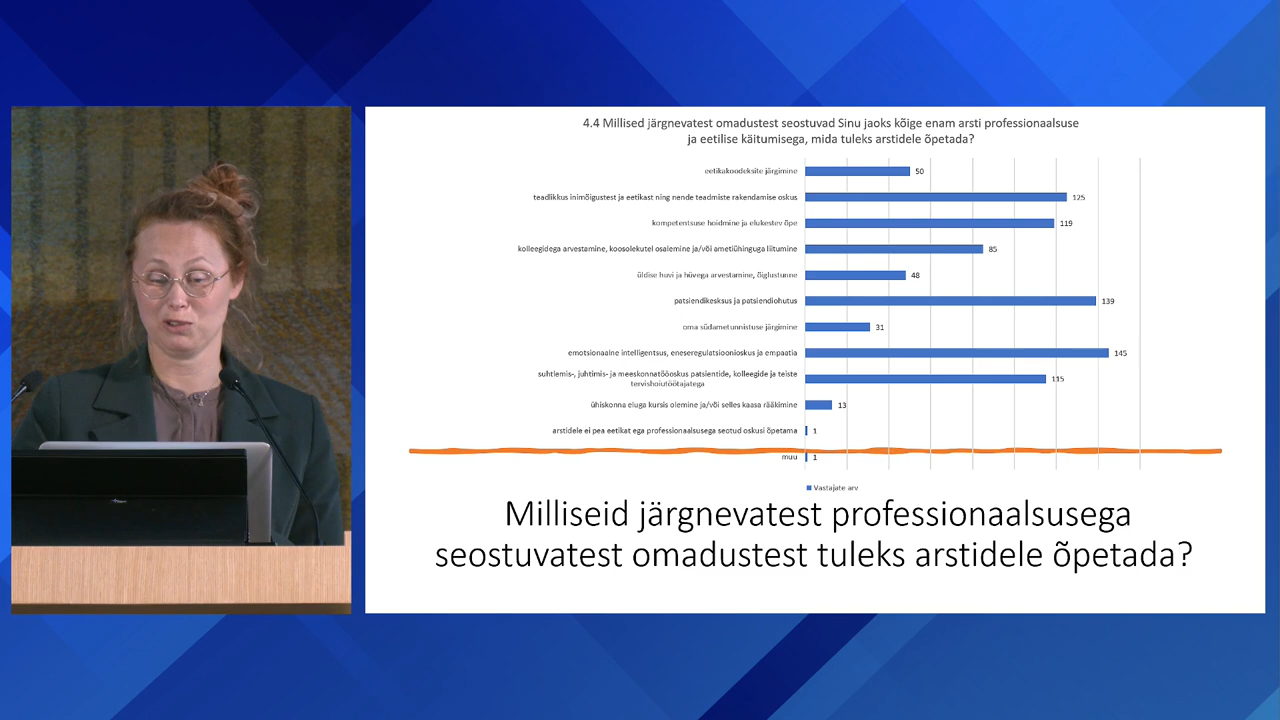 4.4 Millised järgnevatest omadustest seostuvad Sinu jaoks kõige enam arsti professionaalsuse
ja eetilise käitumisega, mida tuleks arstidele õpetada?
eetikakoodeksite järgimine 50
teadlikkus inimõigustest ja eetikast ning nende teadmiste rakendamise oskus 125
kompetentsuse hoidmine ja elukestev õpe 119
kolleegidega arvestamine, koosolekutel osalemine ja/või ametiühinguga liitumine 85
üldise huvi ja hüvega arvestamine, õiglustunne 48
patsiendikesksus ja patsiendiohutus 139
oma südametunnistuse järgimine 31
emotsionaalne intelligentsus, eneseregulatsioonioskus ja empaatia 145
suhtlemis-, juhtimis- ja meeskonnatööoskus patsientide, kolleegide ja teiste
tervishoiutöötajatega 115
ühiskonna eluga kursis olemine ja/või selles kaasa rääkimine 13
arstidele ei pea eetikat ega professionaalsusega seotud oskusi õpetama 1
muu 1
Vastajate arv
Milliseid järgnevatest professionaalsusega
seostuvatest omadustest tuleks arstidele õpetada?